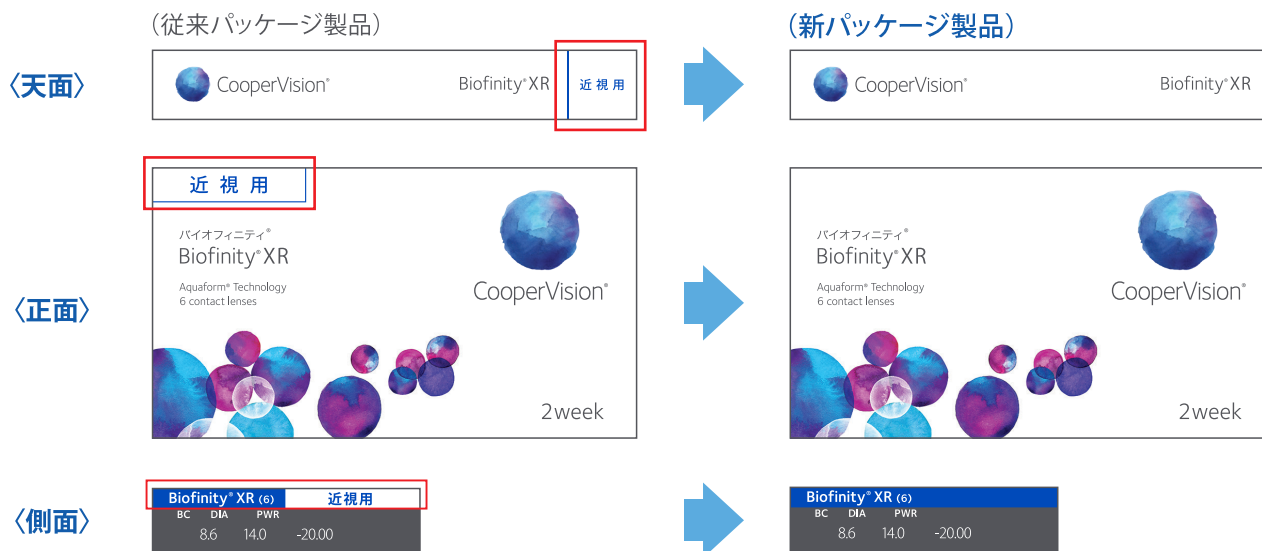 (従来パッケージ製品)
(新パッケージ製品)
〈天面〉
CooperVision®
Biofinity®XR
近視用
CooperVision®
Biofinity®XR
〈正面〉
近視用
バイオフィニティ®
Biofinity®XR
Aquaform® Technology
6 contact lenses
CooperVision®
2week
バイオフィニティ®
Biofinity®XR
Aquaform® Technology
6 contact lenses
CooperVision®
2week
〈側面〉
Biofinity® XR (6) 近視用
BC DIA PWR
8.6 14.0 -20.00
Biofinity® XR (6)
BC DIA PWR
8.6 14.0 -20.00